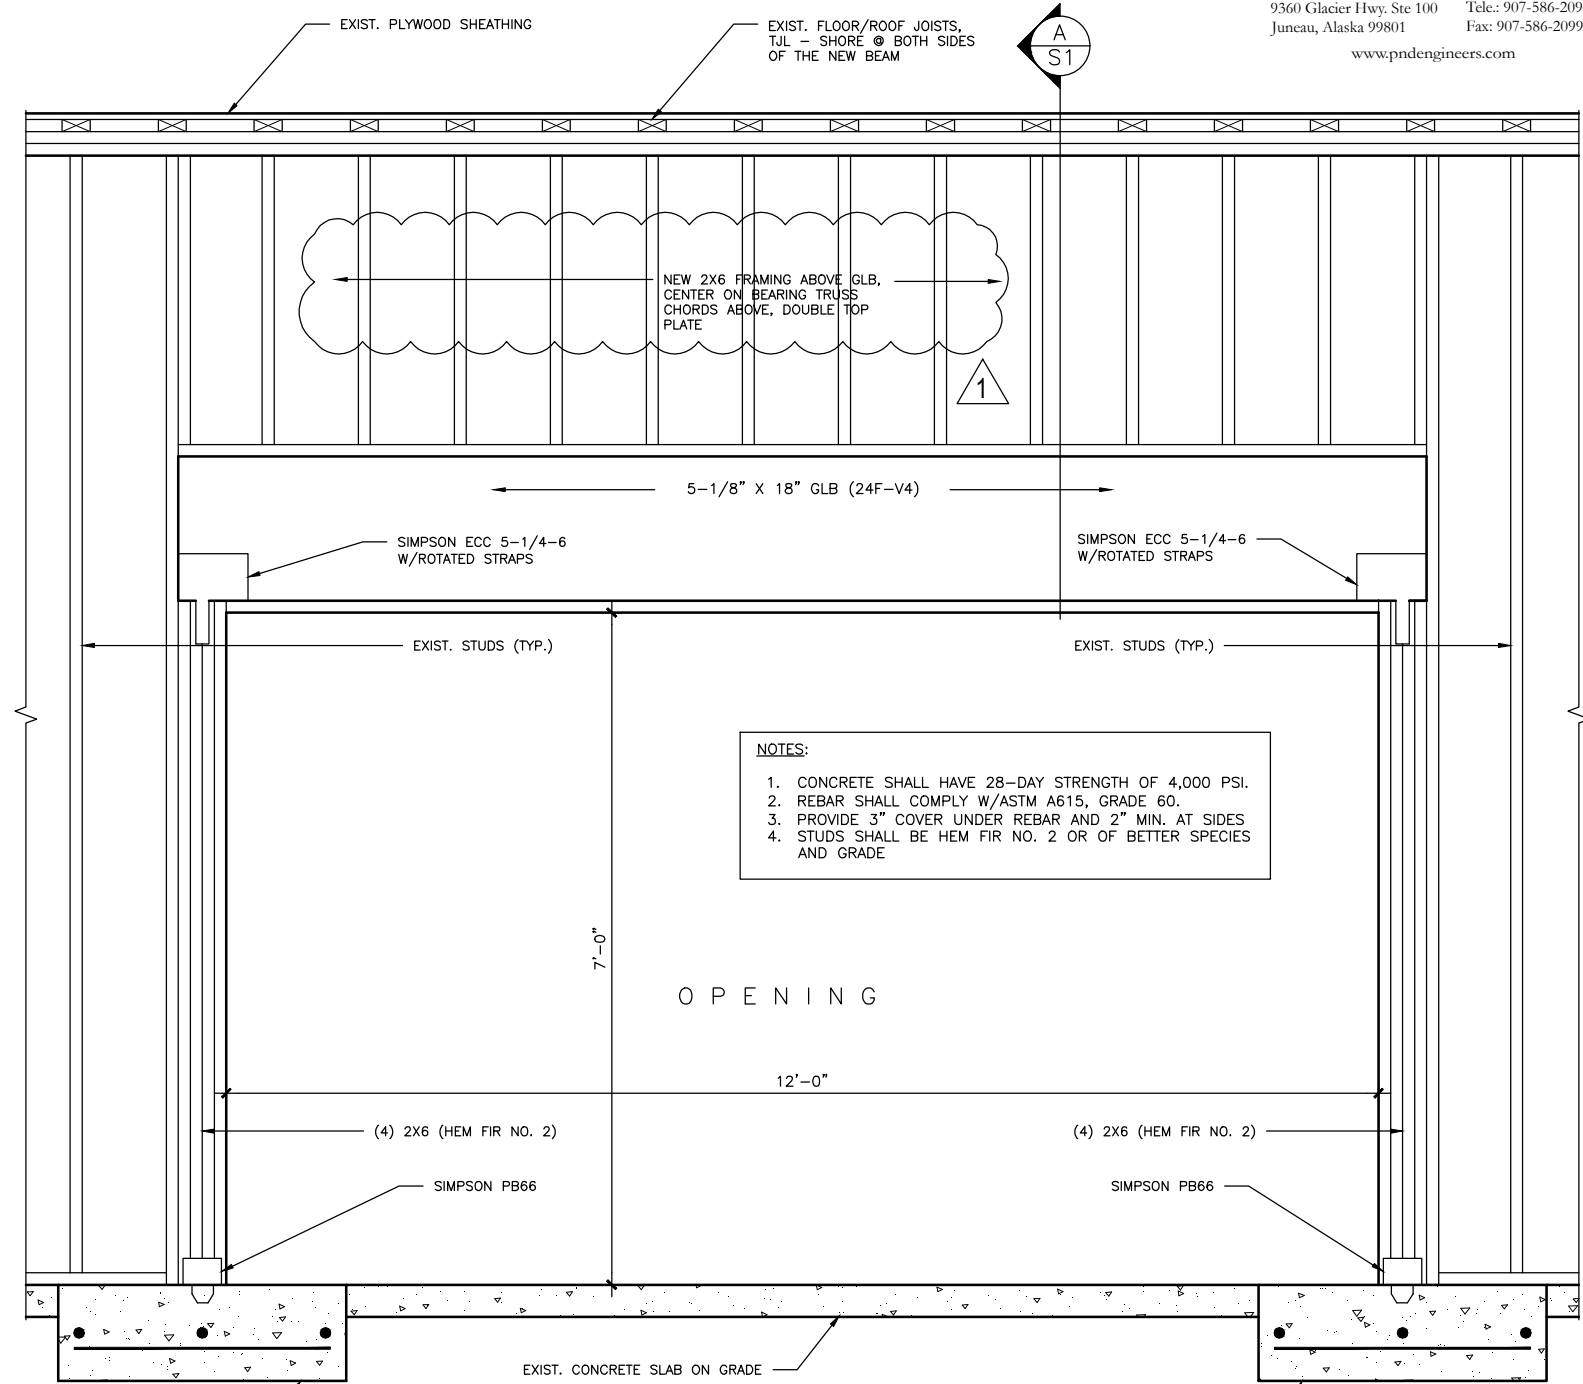 9360 Glacier Hwy. Ste 100 Tele.: 907-586-209
Juneau, Alaska 99801 Fax: 907-586-2099
www.pndengineers.com
EXIST. PLYWOOD SHEATHING
EXIST. FLOOR/ROOF JOISTS,
TJL - SHORE @ BOTH SIDES
OF THE NEW BEAM
A
S1
NEW 2X6 FRAMING ABOVE GLB,
CENTER ON BEARING TRUSS
CHORDS ABOVE, DOUBLE TOP
PLATE
1
5-1/8" X 18" GLB (24F-V4)
SIMPSON ECC 5-1/4-6
W/ROTATED STRAPS
SIMPSON ECC 5-1/4-6
W/ROTATED STRAPS
EXIST. STUDS (TYP.)
EXIST. STUDS (TYP.)
NOTES:
1. CONCRETE SHALL HAVE 28-DAY STRENGTH OF 4,000 PSI.
2. REBAR SHALL COMPLY W/ASTM A615, GRADE 60.
3. PROVIDE 3" COVER UNDER REBAR AND 2" MIN. AT SIDES
4. STUDS SHALL BE HEM FIR NO. 2 OR OF BETTER SPECIES
AND GRADE
7'-0"
OPENING
12'-0"
(4) 2X6 (HEM FIR NO. 2)
(4) 2X6 (HEM FIR NO. 2)
SIMPSON PB66
SIMPSON PB66
EXIST. CONCRETE SLAB ON GRADE